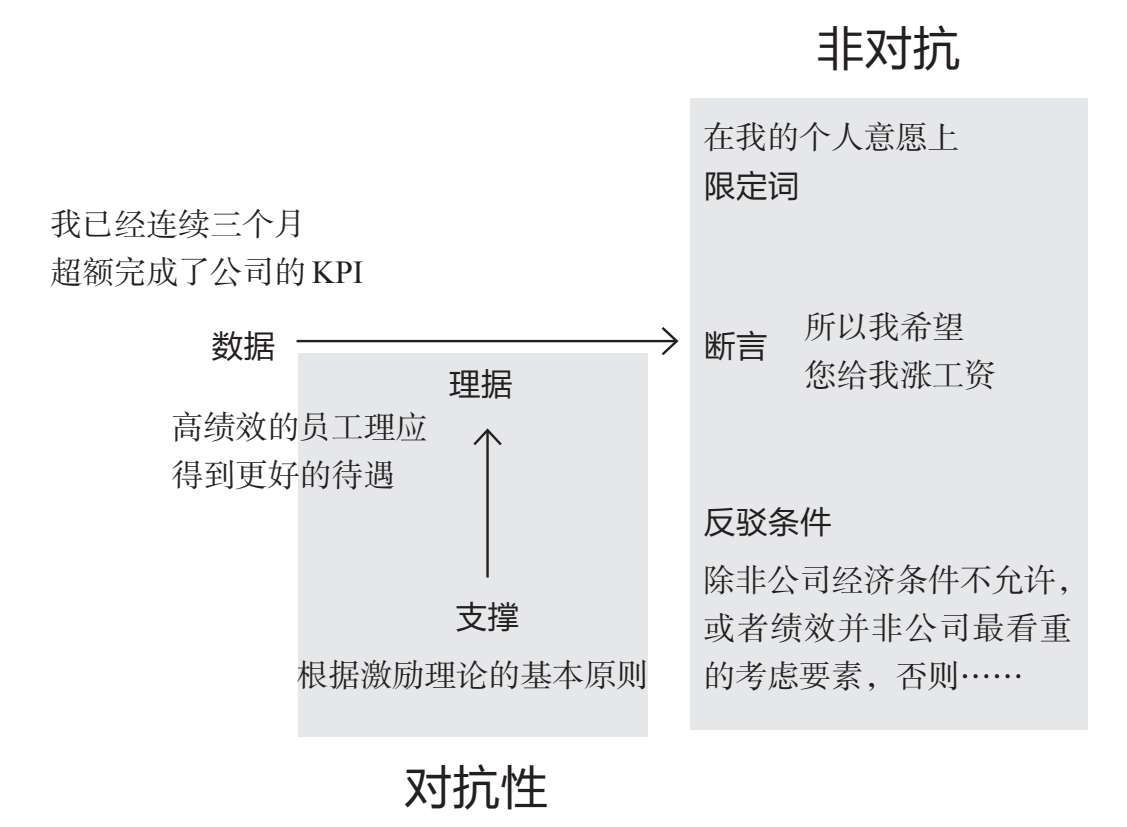 非对抗
在我的个人意愿上
限定词
我已经连续三个月
超额完成了公司的 KPI
数据
断言
所以我希望
您给我涨工资
理据
高绩效的员工理应
得到更好的待遇
反驳条件
除非公司经济条件不允许，
或者绩效并非公司最看重
的考虑要素，否则……
支撑
根据激励理论的基本原则
对抗性